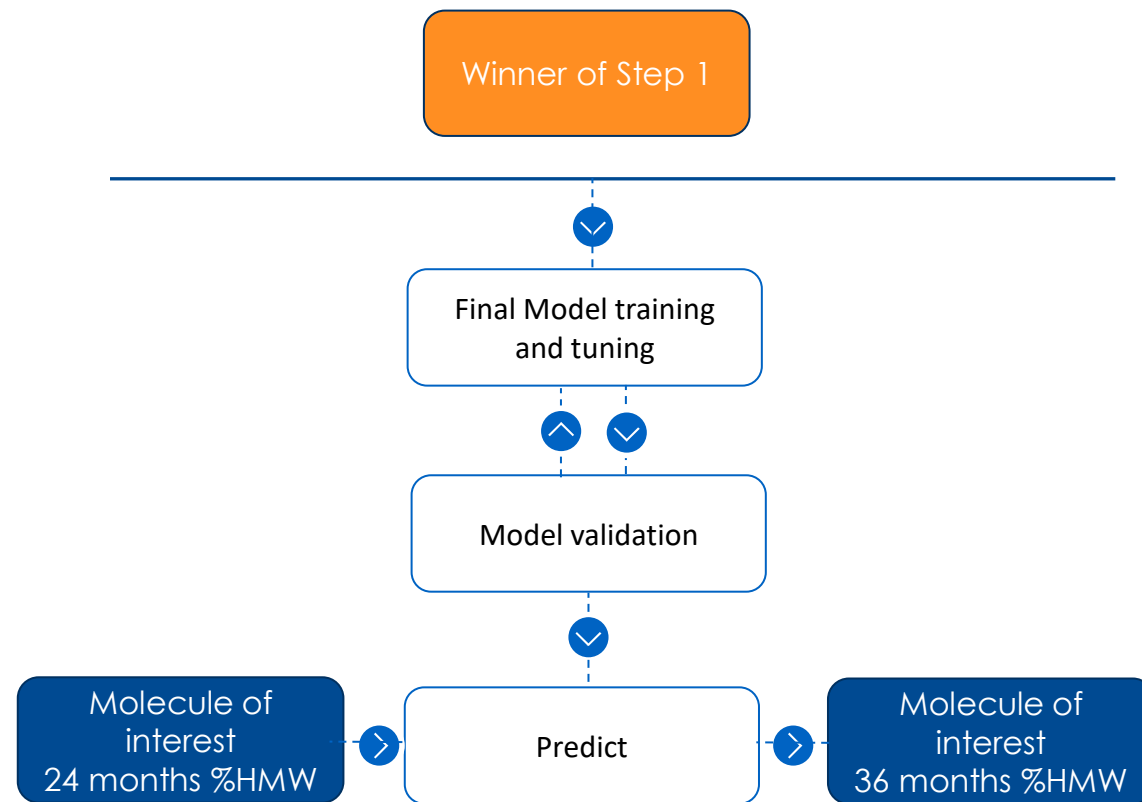 Winner of Step 1
Final Model training
and tuning
Model validation
Molecule of
interest
24 months %HMW
Predict
Molecule of
interest
36 months %HMW